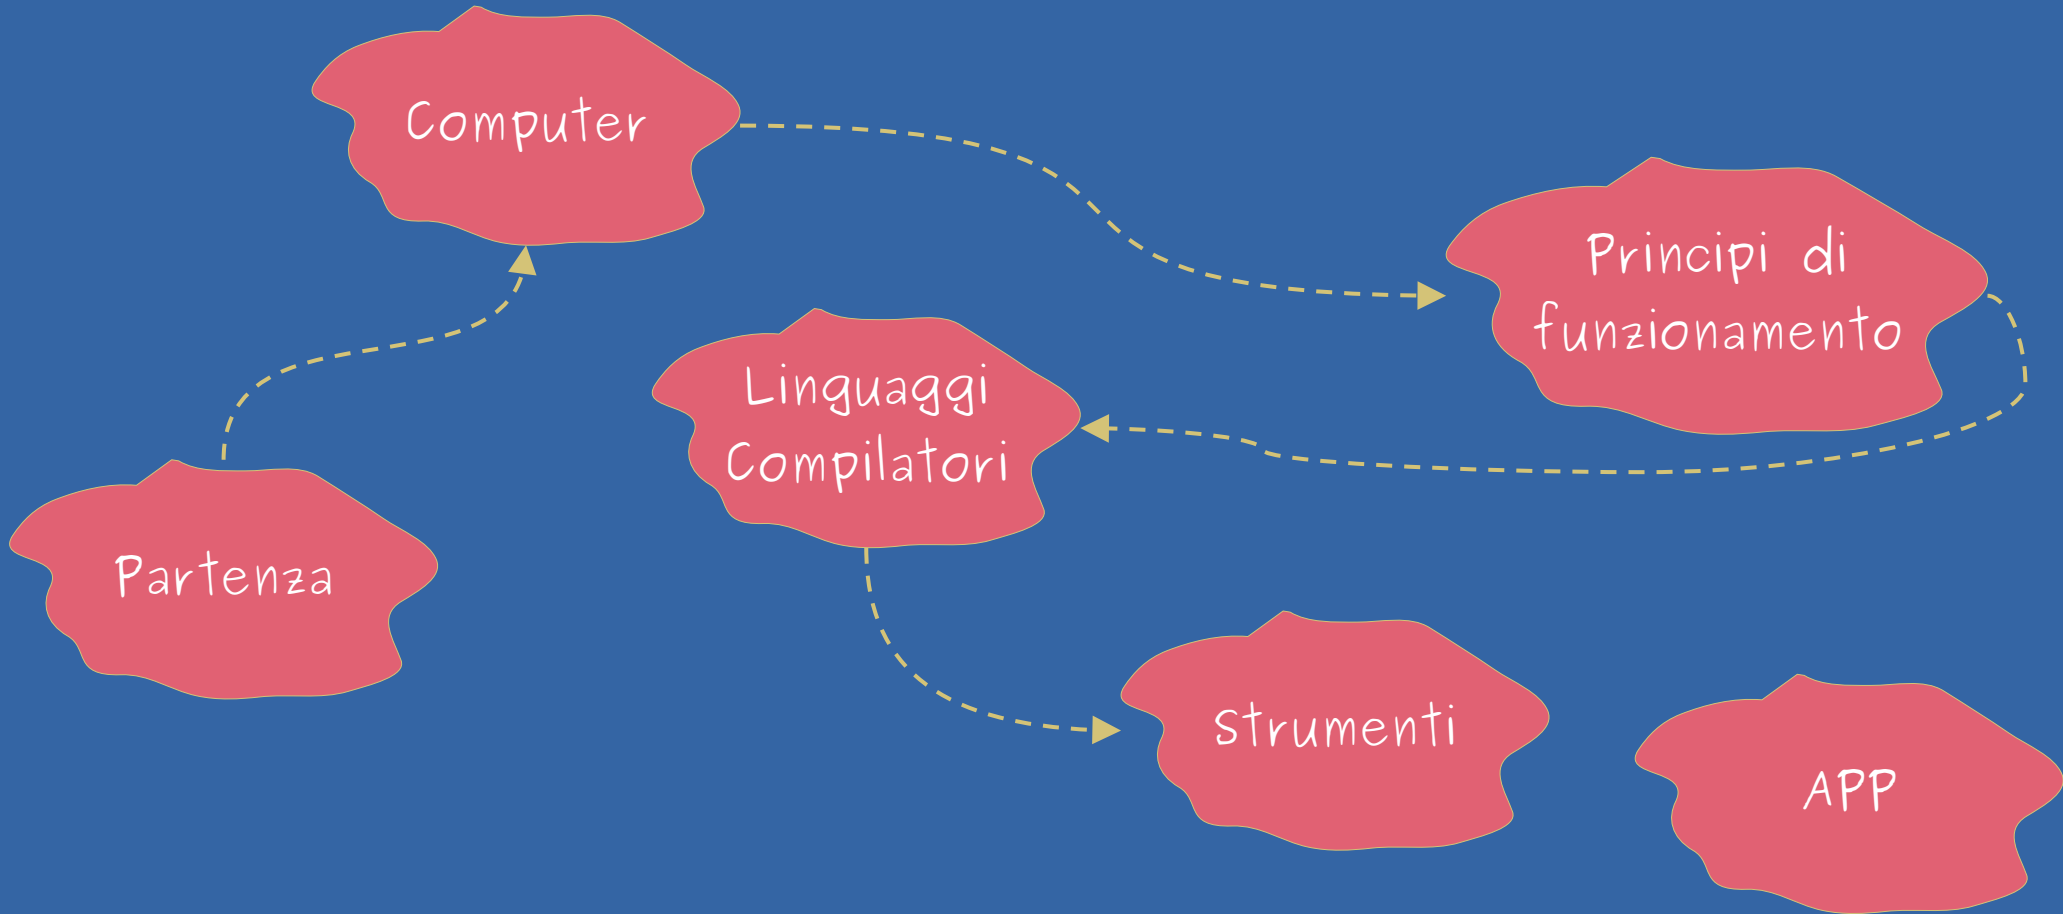 Computer
Principi di
funzionamento
Linguaggi
Compilatori
Partenza
Strumenti
APP